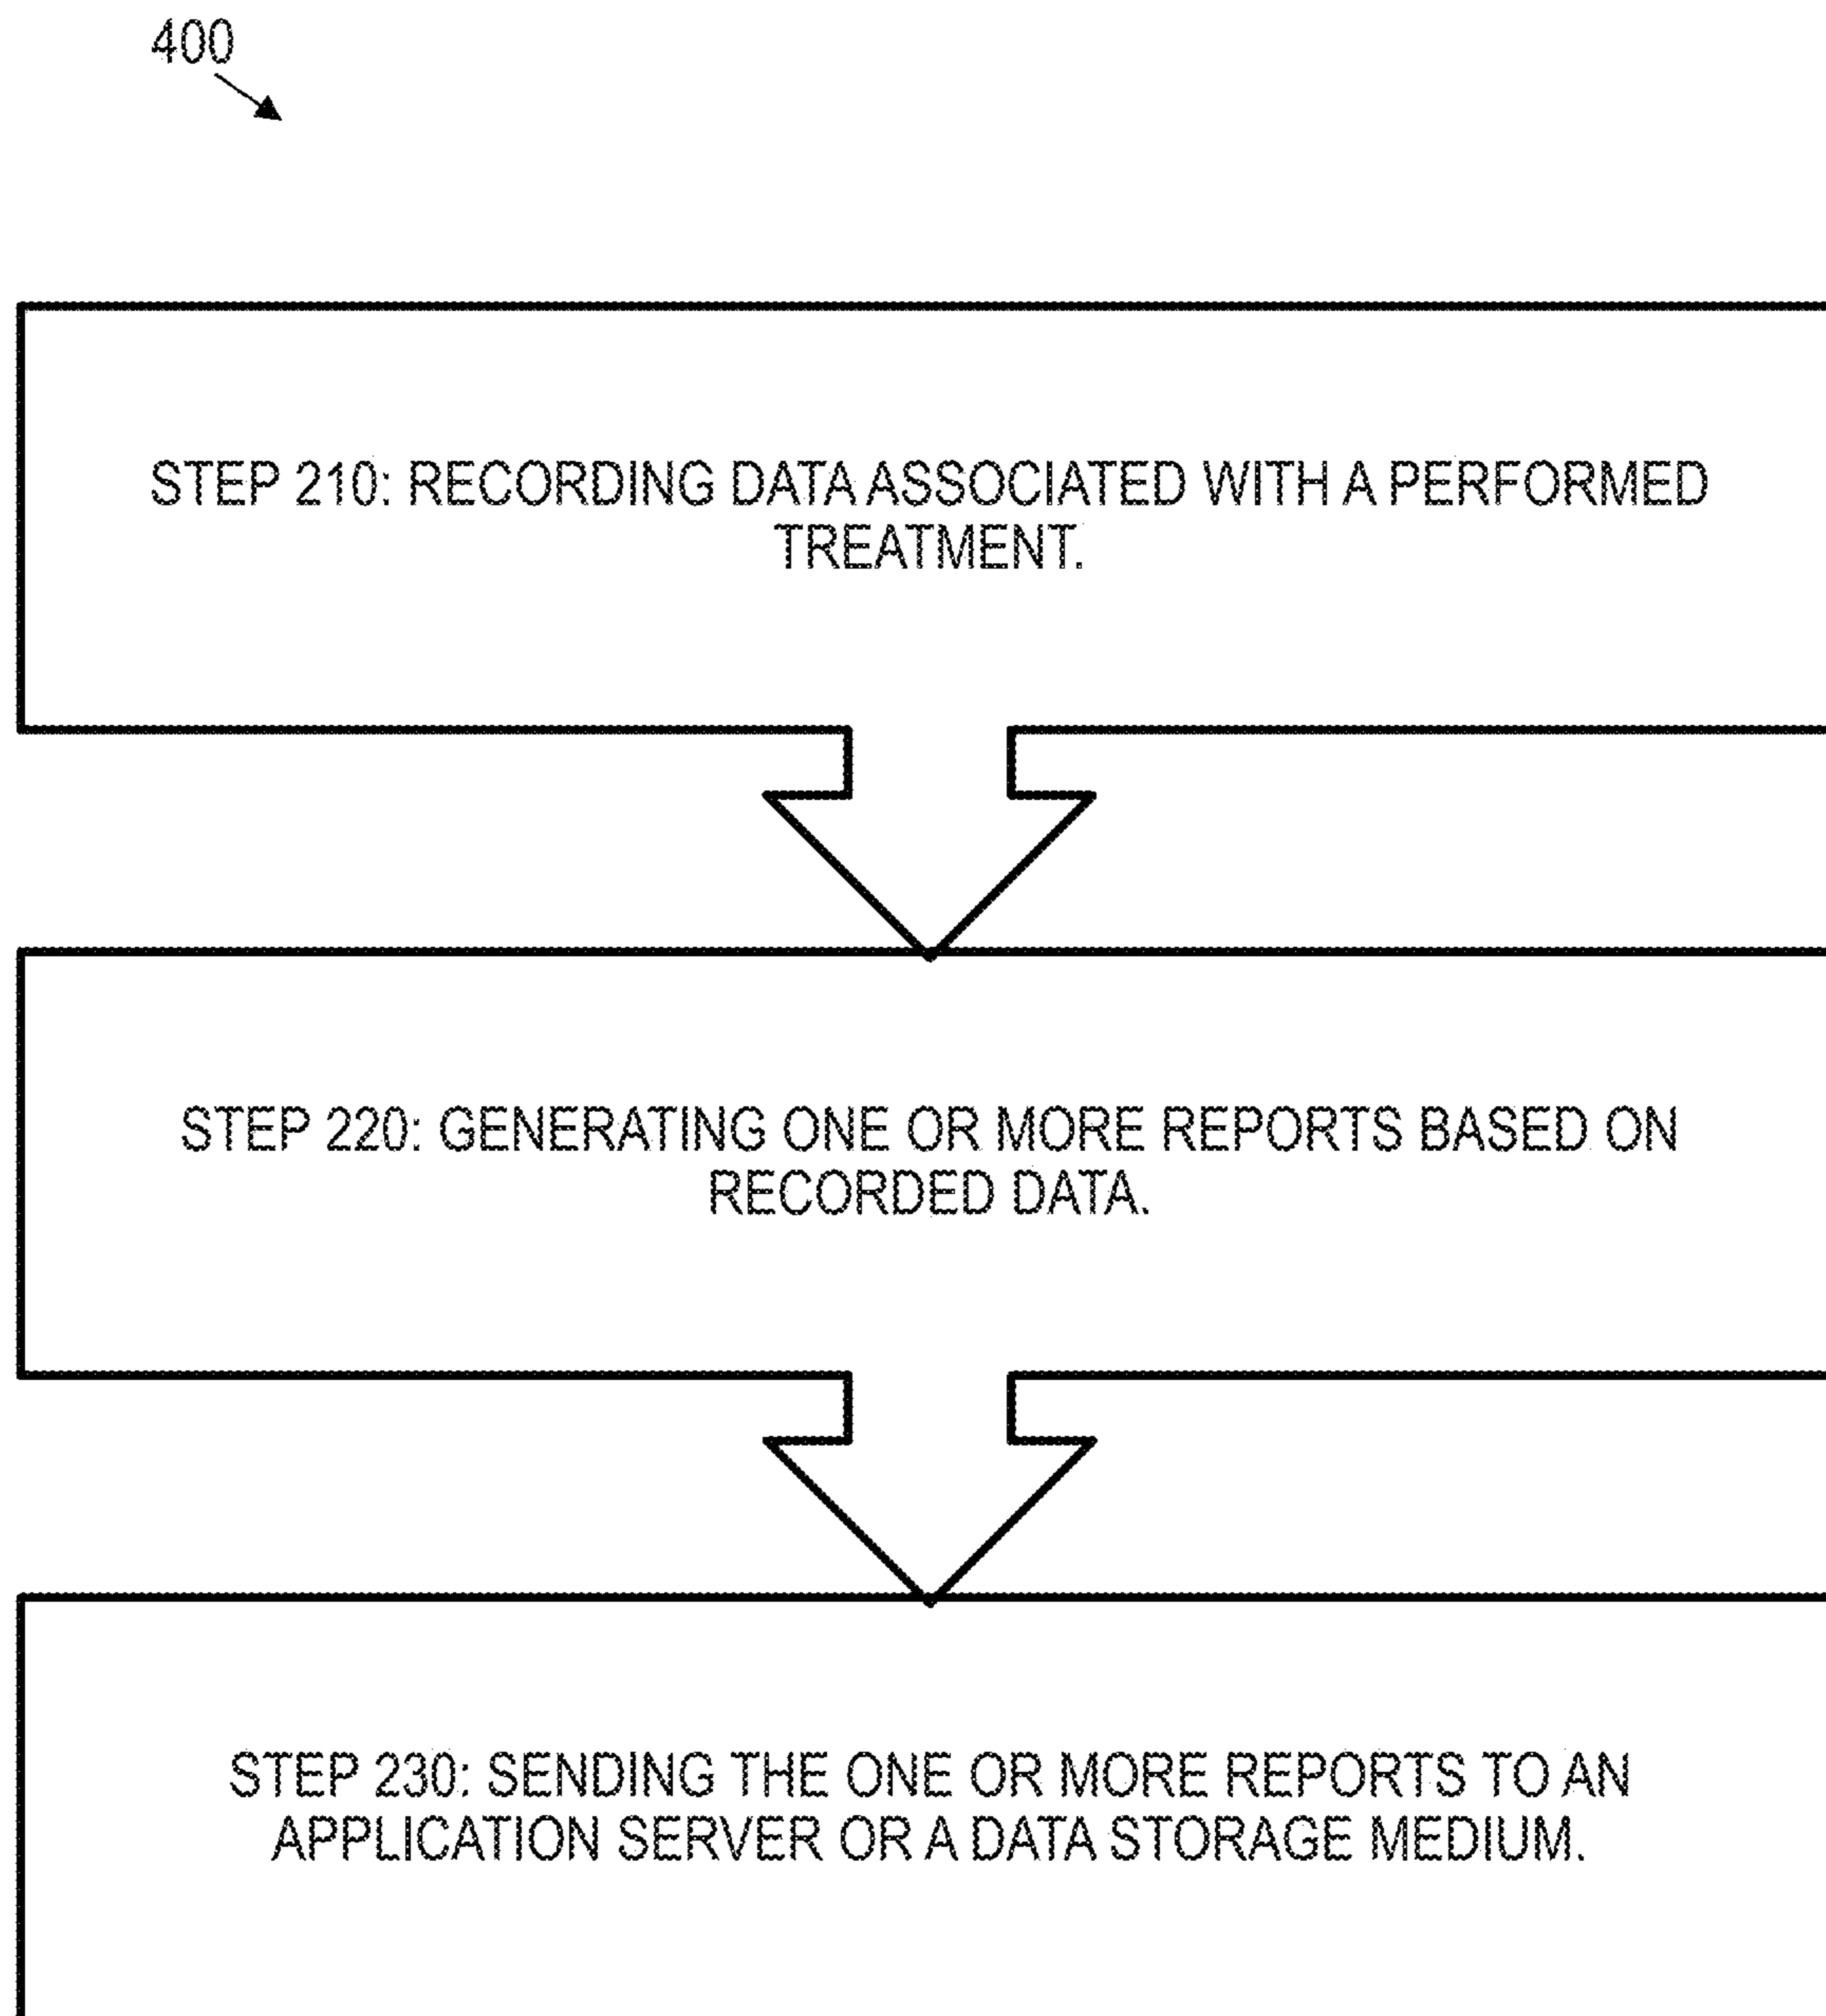 400
STEP 210: RECORDING DATA ASSOCIATED WITH A PERFORMED
TREATMENT.
STEP 220: GENERATING ONE OR MORE REPORTS BASED ON
RECORDED DATA.
STEP 230: SENDING THE ONE OR MORE REPORTS TO AN
APPLICATION SERVER OR A DATA STORAGE MEDIUM.